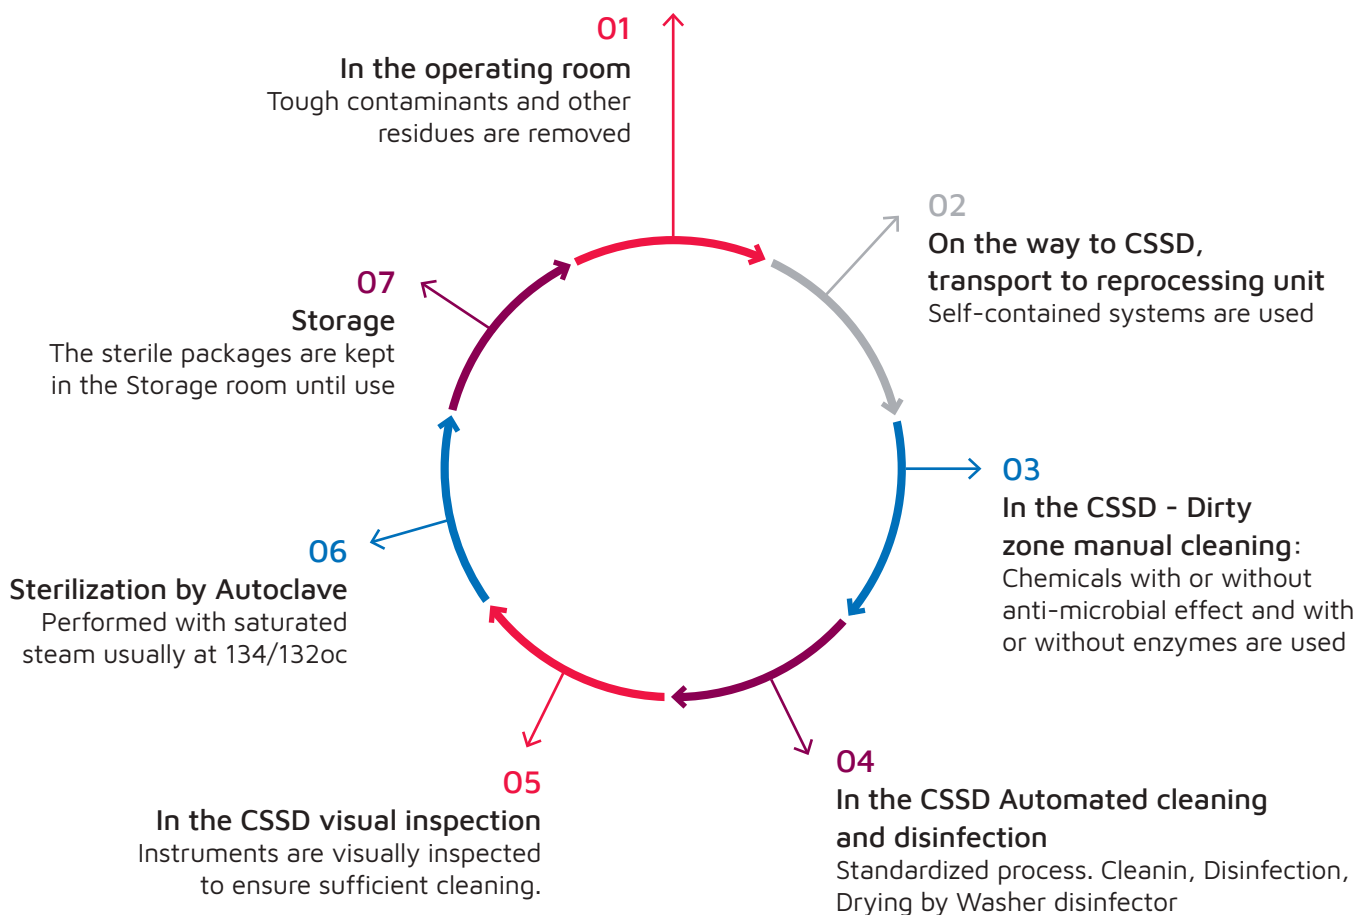 01
In the operating room
Tough contaminants and other
residues are removed
02
On the way to CSSD,
transport to reprocessing unit
Self-contained systems are used
03
In the CSSD - Dirty
zone manual cleaning:
Chemicals with or without
anti-microbial effect and with
or without enzymes are used
04
In the CSSD Automated cleaning
and disinfection
Standardized process. Cleanin, Disinfection,
Drying by Washer disinfector
05
In the CSSD visual inspection
Instruments are visually inspected
to ensure sufficient cleaning.
06
Sterilization by Autoclave
Performed with saturated
steam usually at 134/132oc
07
Storage
The sterile packages are kept
in the Storage room until use